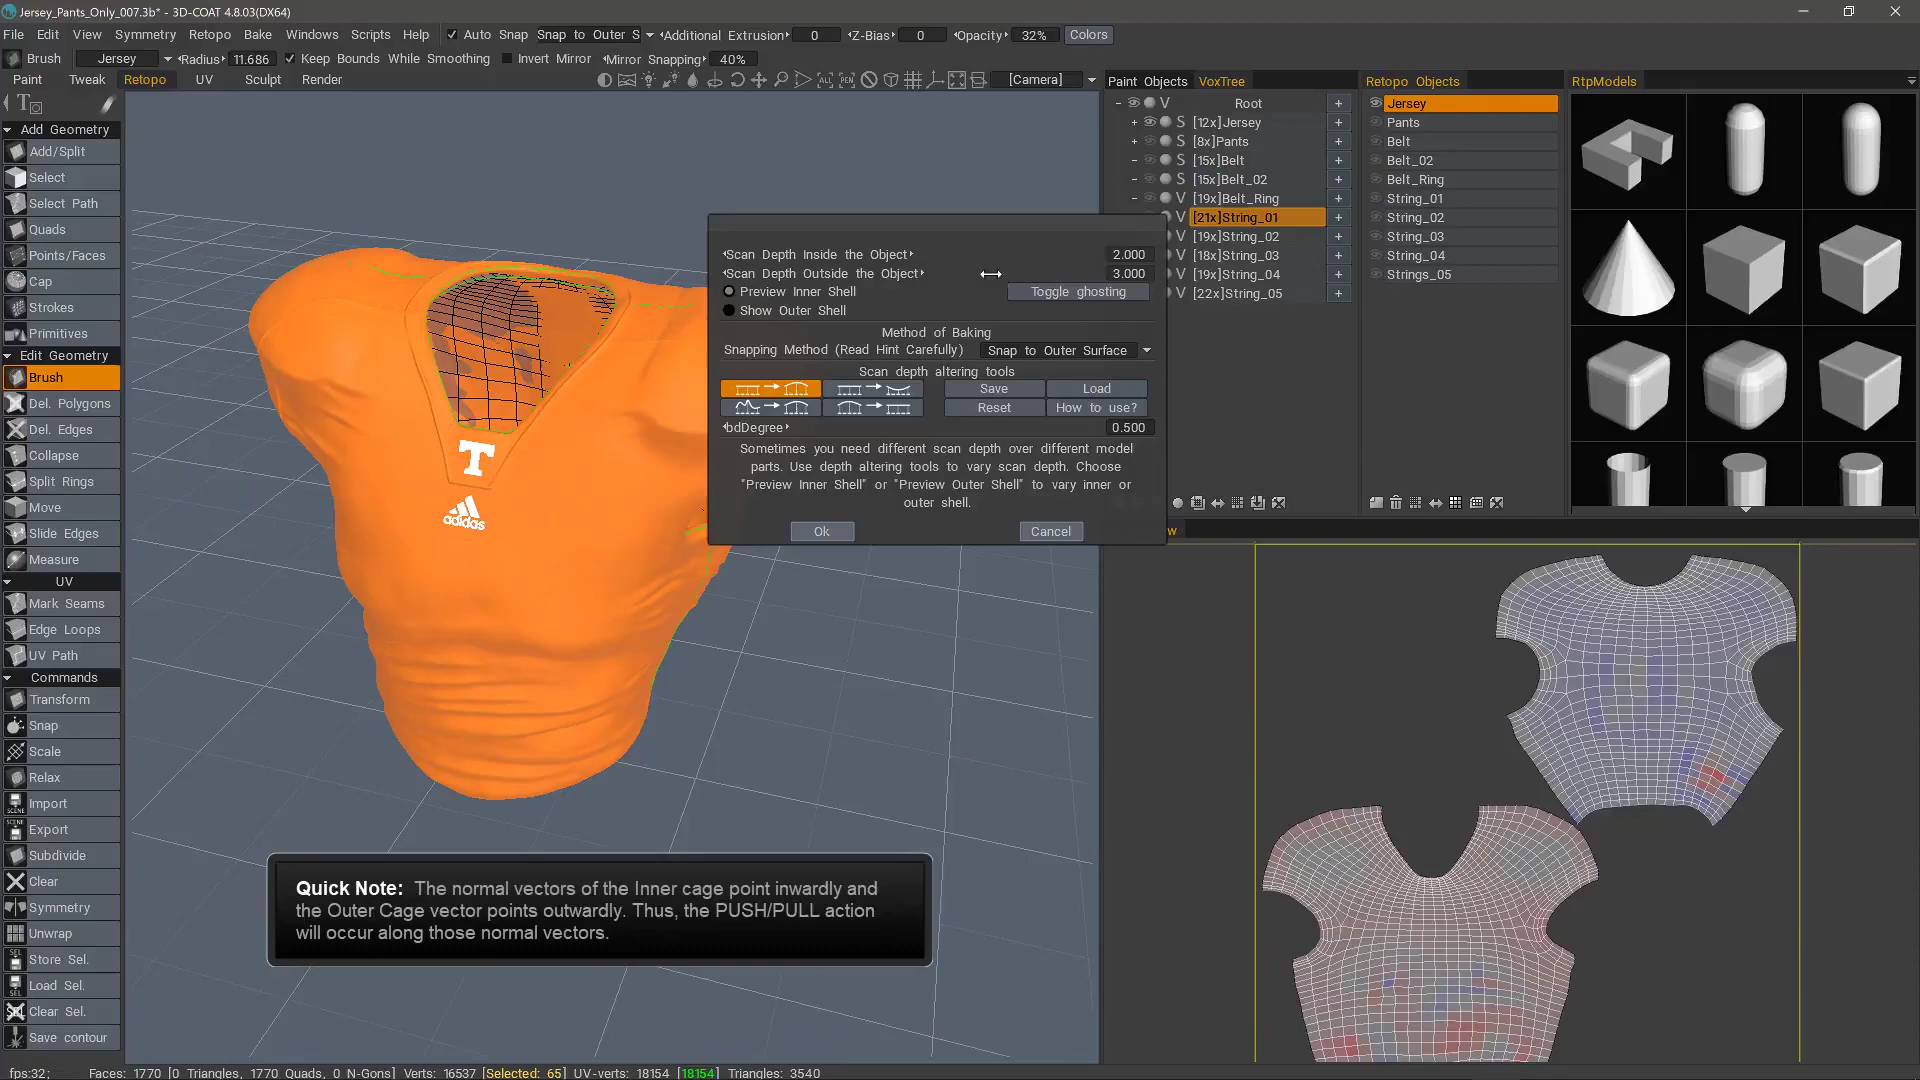 Jersey_Pants_Only_007.3b* - 3D-COAT 4.8.03(DX64)
File Edit View Symmetry Retopo Bake Windows Scripts Help Auto Snap Snap to Outer S Additional Extrusion 0 Z-Bias 0 Opacity 32% Colors
Brush Jersey Radius 11.686 Keep Bounds While Smoothing Invert Mirror Mirror Snapping 40%
Paint Tweak Retopo UV Sculpt Render [Camera]
Paint Objects VoxTree
Retopo Objects
RtpModels
Add Geometry
Add/Split
Select
Select Path
Quads
Points/Faces
Cap
Strokes
Primitives
Edit Geometry
Brush
Del. Polygons
Del. Edges
Collapse
Split Rings
Move
Slide Edges
Measure
UV
Mark Seams
Edge Loops
UV Path
Commands
Transform
Snap
Scale
Relax
Import
Export
Subdivide
Clear
Symmetry
Unwrap
Store Sel.
Load Sel.
Clear Sel.
Save contour
T
adidas
Scan Depth Inside the Object 2.000
Scan Depth Outside the Object 3.000
Preview Inner Shell Toggle ghosting
Show Outer Shell
Method of Baking
Snapping Method (Read Hint Carefully) Snap to Outer Surface
Scan depth altering tools
Save Load
Reset How to use?
bdDegree 0.500
Sometimes you need different scan depth over different model
parts. Use depth altering tools to vary scan depth. Choose
"Preview Inner Shell" or "Preview Outer Shell" to vary inner or
outer shell.
Ok Cancel
V Root +
+ S [12x]Jersey +
+ S [8x]Pants +
- S [15x]Belt +
- S [15x]Belt_02 +
- V [19x]Belt_Ring +
V [21x]String_01 +
V [19x]String_02 +
V [18x]String_03 +
V [19x]String_04 +
V [22x]String_05 +
Jersey
Pants
Belt
Belt_02
Belt_Ring
String_01
String_02
String_03
String_04
Strings_05
Quick Note: The normal vectors of the Inner cage point inwardly and
the Outer Cage vector points outwardly. Thus, the PUSH/PULL action
will occur along those normal vectors.
fps:32; Faces: 1770 [0 Triangles, 1770 Quads, 0 N-Gons] Verts: 16537 [Selected: 65] UV-verts: 18154 [18154] Triangles: 3540